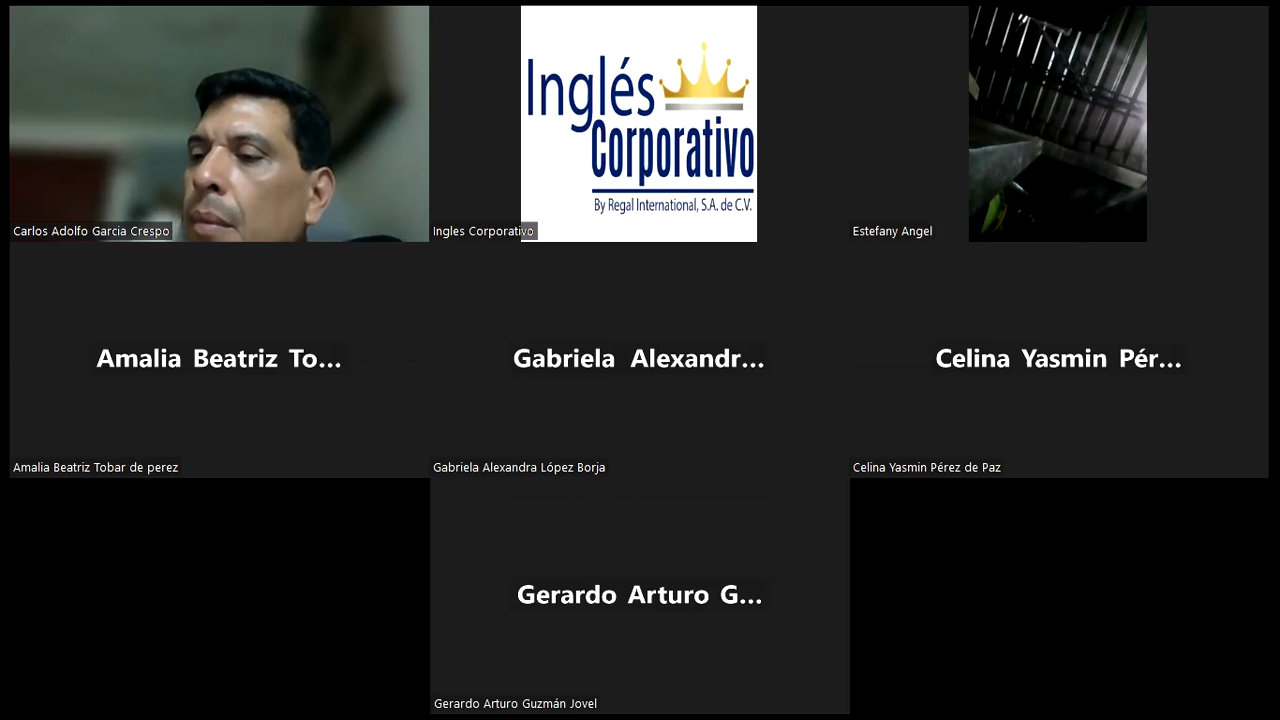 Inglés
Corporativo
By Regal International, S.A. de C.V.
Carlos Adolfo Garcia Crespo
Ingles Corporativo
Estefany Angel
Amalia Beatriz To...
Gabriela Alexandr...
Celina Yasmin Pér...
Amalia Beatriz Tobar de perez
Gabriela Alexandra López Borja
Celina Yasmin Pérez de Paz
Gerardo Arturo G...
Gerardo Arturo Guzmán Jovel